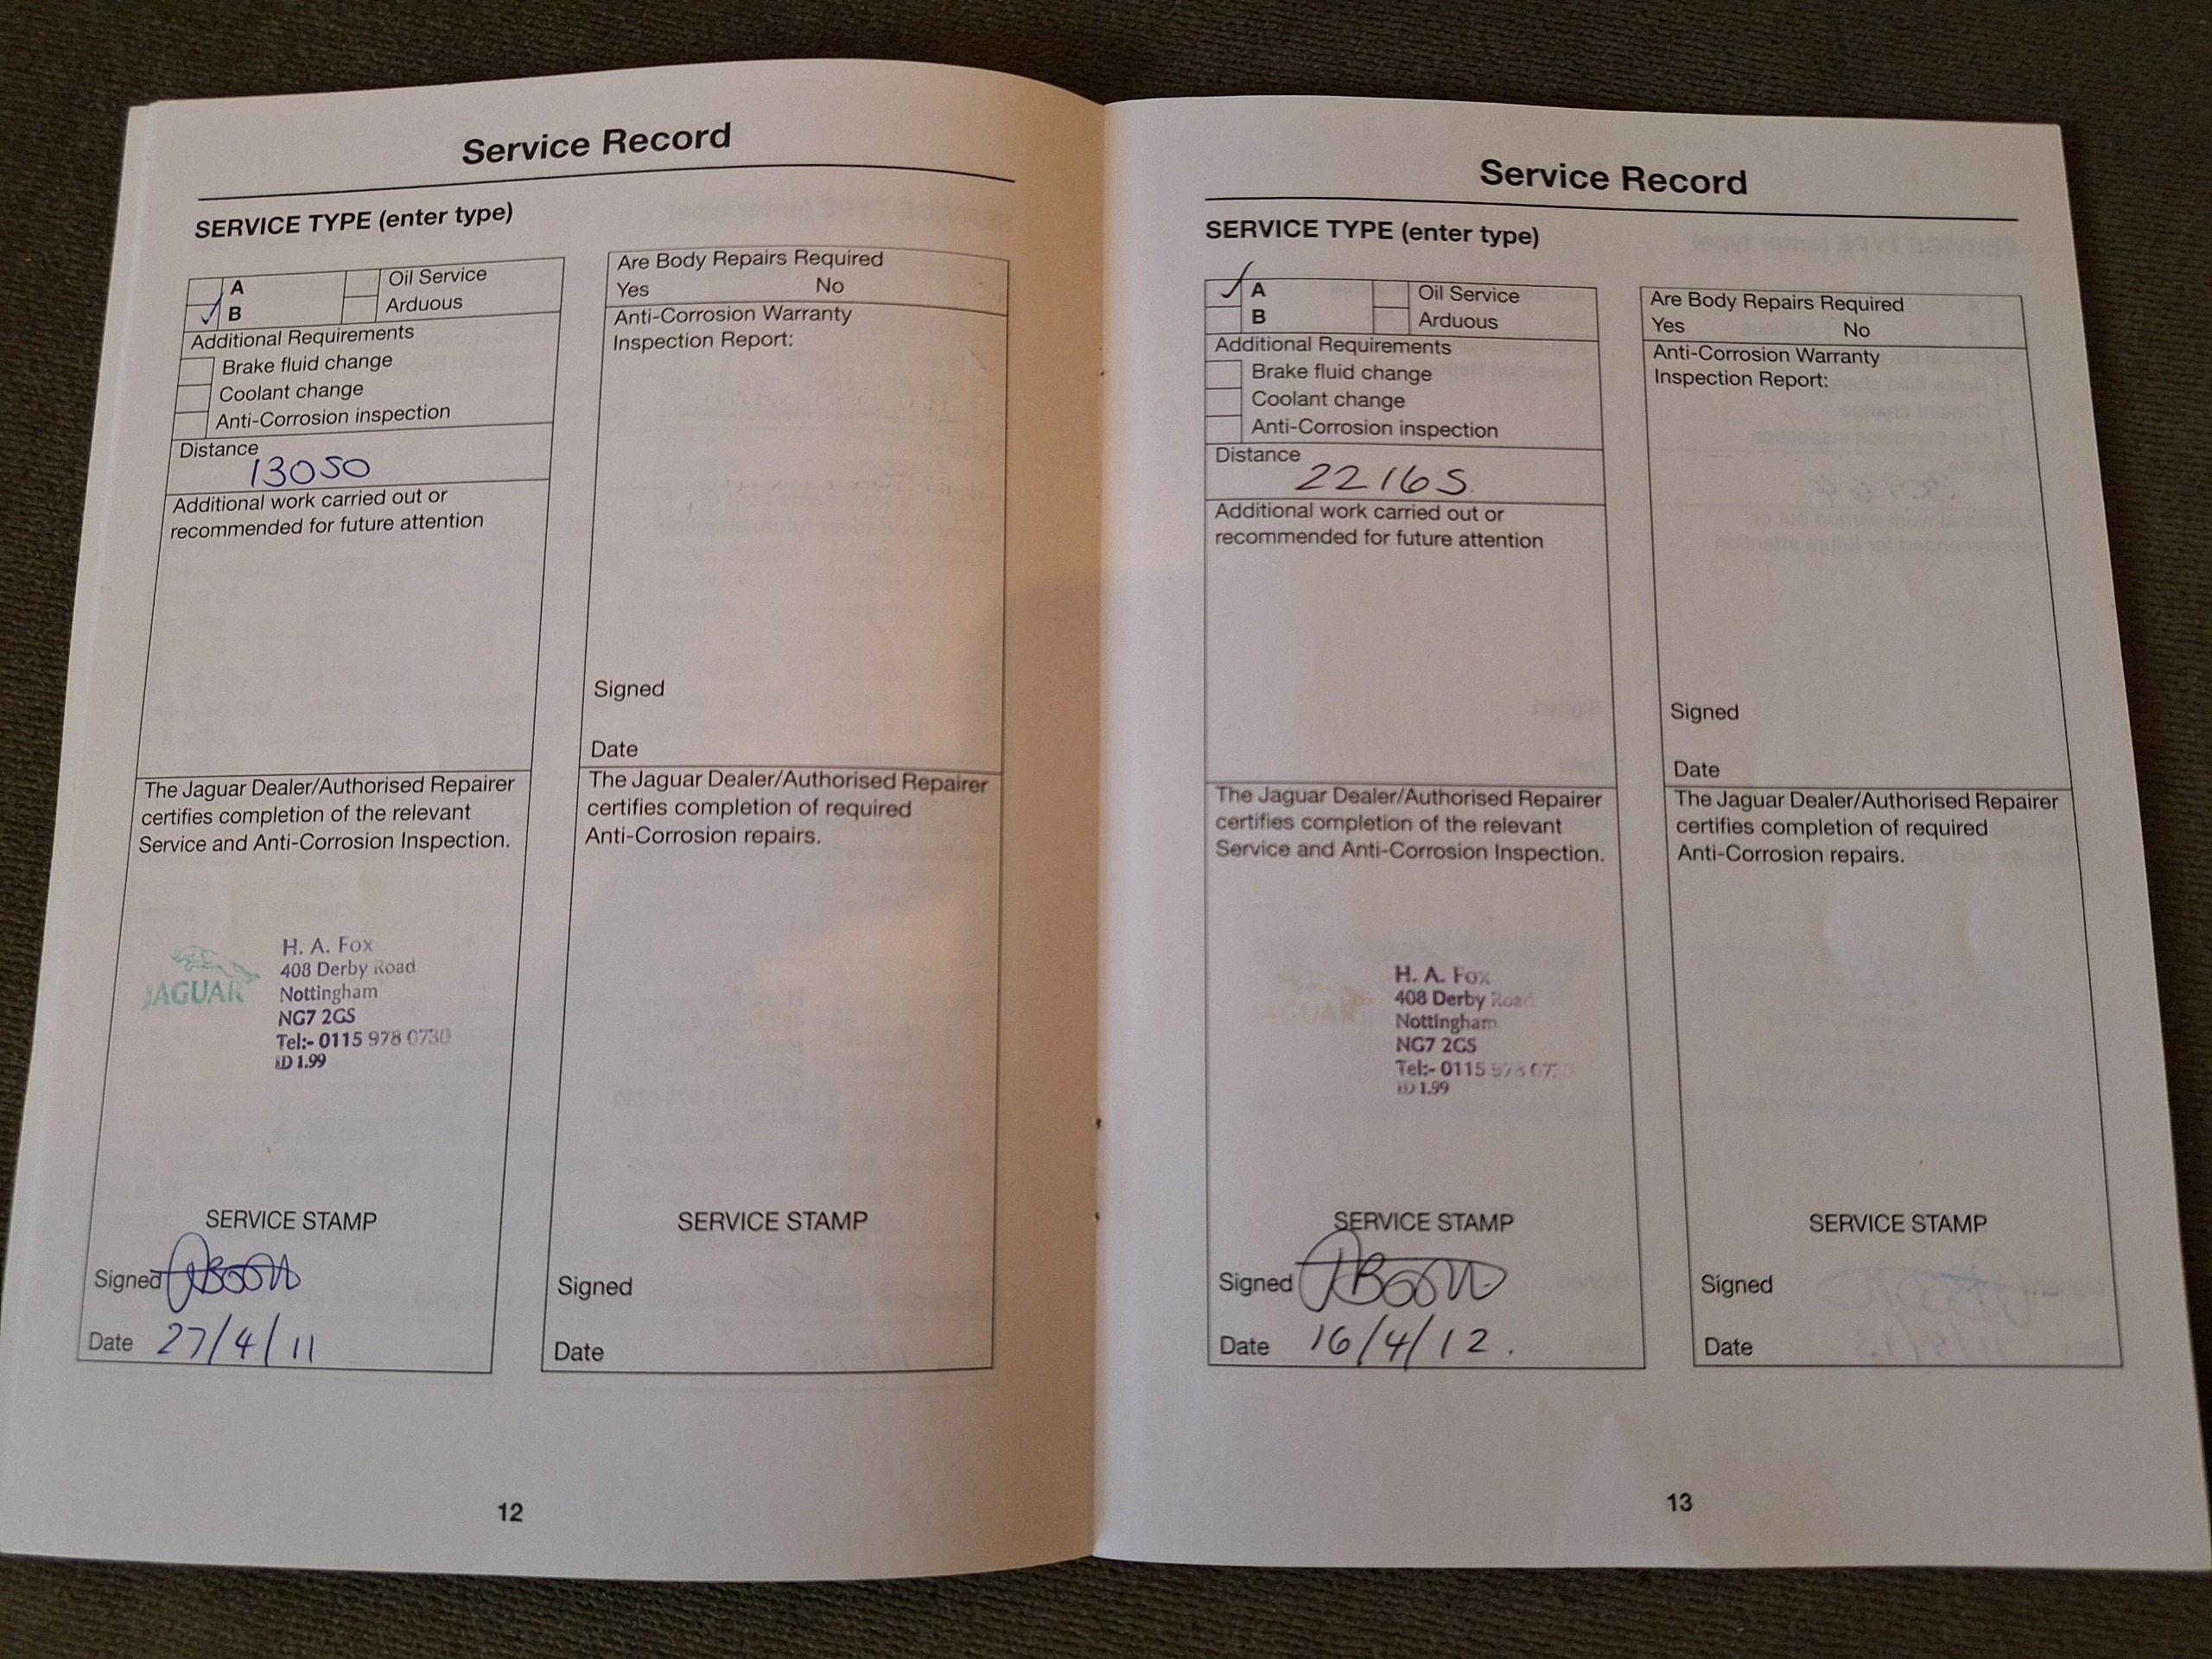 Service Record
SERVICE TYPE (enter type)
A
Oil Service
B
Arduous
Additional Requirements
Brake fluid change
Coolant change
Anti-Corrosion inspection
Distance
13050
Additional work carried out or
recommended for future attention
The Jaguar Dealer/Authorised Repairer
certifies completion of the relevant
Service and Anti-Corrosion Inspection.
JAGUAR
H. A. Fox
408 Derby Road
Nottingham
NG7 2GS
Tel:- 0115 978 0730
ID 1.99
SERVICE STAMP
Signed
Date 27/4/11
Are Body Repairs Required
Yes No
Anti-Corrosion Warranty
Inspection Report:
Signed
Date
The Jaguar Dealer/Authorised Repairer
certifies completion of required
Anti-Corrosion repairs.
SERVICE STAMP
Signed
Date
12
Service Record
SERVICE TYPE (enter type)
A
Oil Service
B
Arduous
Additional Requirements
Brake fluid change
Coolant change
Anti-Corrosion inspection
Distance
22165
Additional work carried out or
recommended for future attention
The Jaguar Dealer/Authorised Repairer
certifies completion of the relevant
Service and Anti-Corrosion Inspection.
JAGUAR
H. A. Fox
408 Derby Road
Nottingham
NG7 2GS
Tel:- 0115 978 073
ID 1.99
SERVICE STAMP
Signed
Date 16/4/12.
Are Body Repairs Required
Yes No
Anti-Corrosion Warranty
Inspection Report:
Signed
Date
The Jaguar Dealer/Authorised Repairer
certifies completion of required
Anti-Corrosion repairs.
SERVICE STAMP
Signed
Date
13